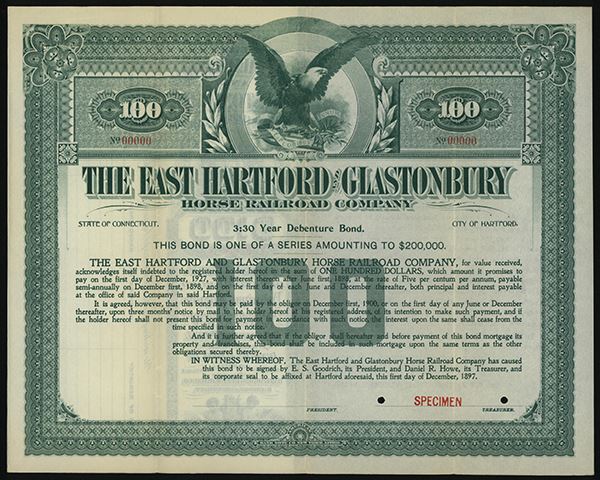 100 100
No 00000 No 00000
THE EAST HARTFORD AND GLASTONBURY
HORSE RAILROAD COMPANY
STATE OF CONNECTICUT. CITY OF HARTFORD.
3:30 Year Debenture Bond.
THIS BOND IS ONE OF A SERIES AMOUNTING TO $200,000.
THE EAST HARTFORD AND GLASTONBURY HORSE RAILROAD COMPANY, for value received,
acknowledges itself indebted to the registered holder hereof in the sum of ONE HUNDRED DOLLARS, which amount it promises to
pay on the first day of December, 1927, with interest thereon after June first, 1898, at the rate of Five per centum per annum, payable
semi-annually on December first, 1898, and on the first day of each June and December thereafter, both principal and interest payable
at the office of said Company in said Hartford.
It is agreed, however, that this bond may be paid by the obligor on December first, 1900, or on the first day of any June or December
thereafter, upon three months' notice by mail to the holder hereof at his registered address, of its intention to make such payment, and if
the holder hereof shall not present this bond for payment in accordance with such notice, interest upon the same shall cease from the
time specified in such notice.
And it is further agreed that if the obligor shall hereafter and before payment of this bond mortgage its
property and franchises, this bond shall be included in such mortgage upon the same terms as the other
obligations secured thereby.
IN WITNESS WHEREOF, The East Hartford and Glastonbury Horse Railroad Company has caused
this bond to be signed by E. S. Goodrich, its President, and Daniel R. Howe, its Treasurer, and
its corporate seal to be affixed at Hartford aforesaid, this first day of December, 1897.
100
SPECIMEN
PRESIDENT. TREASURER.